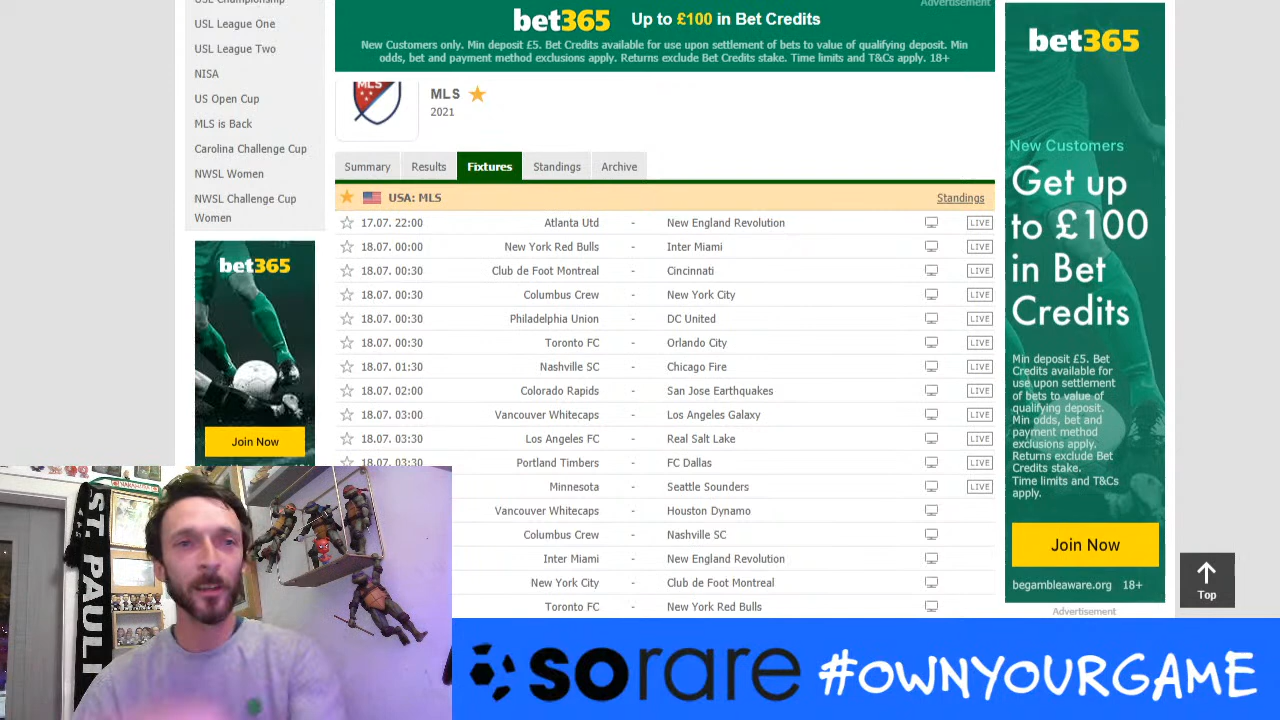 USL League One
USL League Two
NISA
US Open Cup
MLS is Back
Carolina Challenge Cup
NWSL Women
NWSL Challenge Cup
Women
bet365
Join Now
Advertisement
bet365 Up to £100 in Bet Credits
New Customers only. Min deposit £5. Bet Credits available for use upon settlement of bets to value of qualifying deposit. Min
odds, bet and payment method exclusions apply. Returns exclude Bet Credits stake. Time limits and T&Cs apply. 18+
MLS
MLS
2021
Summary Results Fixtures Standings Archive
USA: MLS Standings
17.07. 22:00 Atlanta Utd - New England Revolution LIVE
18.07. 00:00 New York Red Bulls - Inter Miami LIVE
18.07. 00:30 Club de Foot Montreal - Cincinnati LIVE
18.07. 00:30 Columbus Crew - New York City LIVE
18.07. 00:30 Philadelphia Union - DC United LIVE
18.07. 00:30 Toronto FC - Orlando City LIVE
18.07. 01:30 Nashville SC - Chicago Fire LIVE
18.07. 02:00 Colorado Rapids - San Jose Earthquakes LIVE
18.07. 03:00 Vancouver Whitecaps - Los Angeles Galaxy LIVE
18.07. 03:30 Los Angeles FC - Real Salt Lake LIVE
18.07. 03:30 Portland Timbers - FC Dallas LIVE
Minnesota - Seattle Sounders LIVE
Vancouver Whitecaps - Houston Dynamo
Columbus Crew - Nashville SC
Inter Miami - New England Revolution
New York City - Club de Foot Montreal
Toronto FC - New York Red Bulls
bet365
New Customers
Get up
to £100
in Bet
Credits
Min deposit £5. Bet
Credits available for
use upon settlement
of bets to value of
qualifying deposit.
Min odds, bet and
payment method
exclusions apply.
Returns exclude Bet
Credits stake.
Time limits and T&Cs
apply.
Join Now
begambleaware.org 18+
Advertisement
Top
ST. PAULI
sorare #OWNYOURGAME